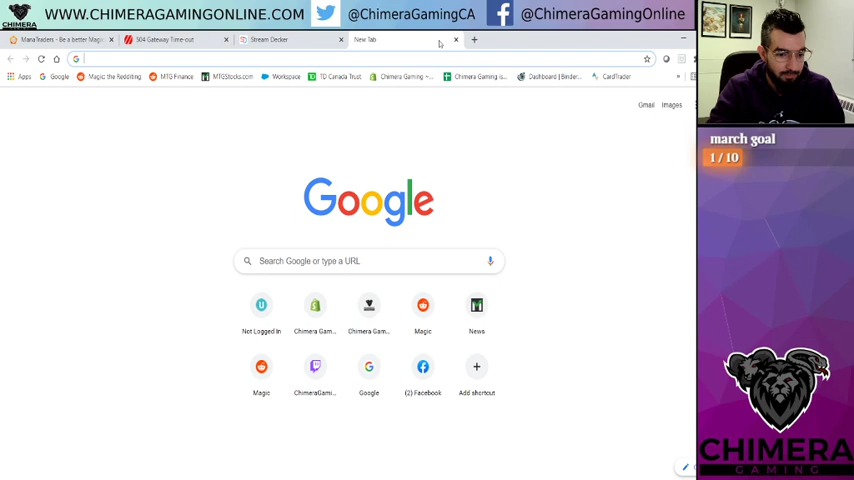 CHIMERA
WWW.CHIMERAGAMINGONLINE.COM
@ChimeraGamingCA
@ChimeraGamingOnline
ManaTraders - Be a better Magic
504 Gateway Time-out
Stream Decker
New Tab
Apps
Google
Magic the Redditing
MTG Finance
MTGStocks.com
Workspace
TD Canada Trust
Chimera Gaming ~...
Chimera Gaming is...
Dashboard | Binder...
CardTrader
Gmail
Images
march goal
1 / 10
Google
Search Google or type a URL
Not Logged In
Chimera Gam...
Chimera Gam...
Magic
News
Magic
ChimeraGami...
Google
(2) Facebook
Add shortcut
CHIMERA
GAMING